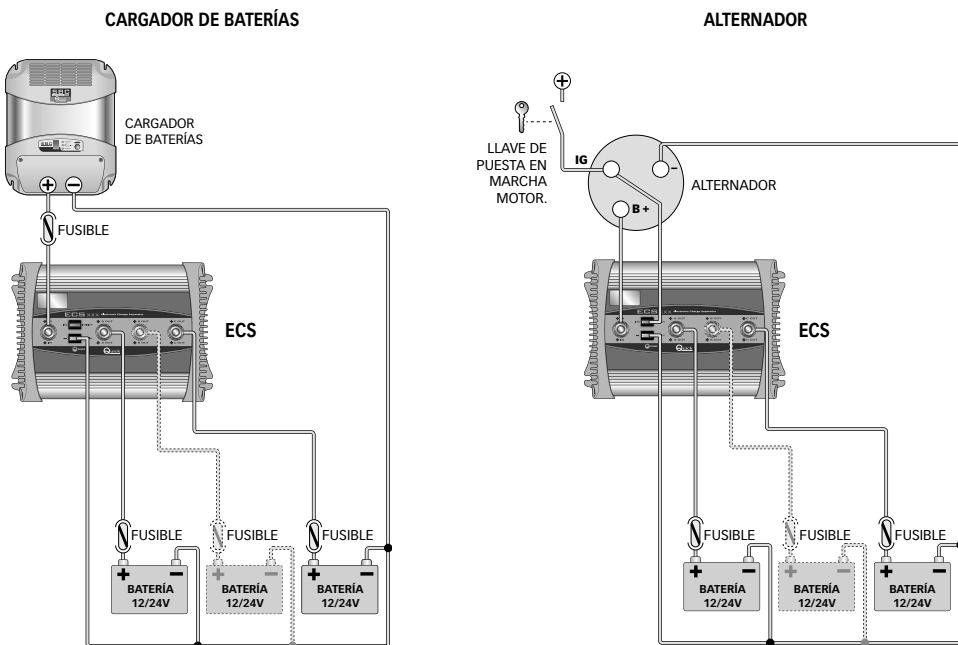 CARGADOR DE BATERÍAS
CARGADOR
DE BATERÍAS
FUSIBLE
ECS
ECS
FUSIBLE
FUSIBLE
FUSIBLE
BATERÍA
12/24V
BATERÍA
12/24V
BATERÍA
12/24V
ALTERNADOR
LLAVE DE
PUESTA EN
MARCHA
MOTOR.
IG
B +
ALTERNADOR
ECS
ECS
FUSIBLE
FUSIBLE
FUSIBLE
BATERÍA
12/24V
BATERÍA
12/24V
BATERÍA
12/24V